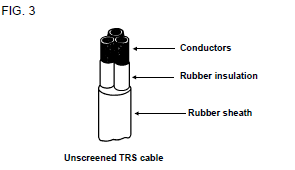 FIG. 3
Conductors
Rubber insulation
Rubber sheath
Unscreened TRS cable